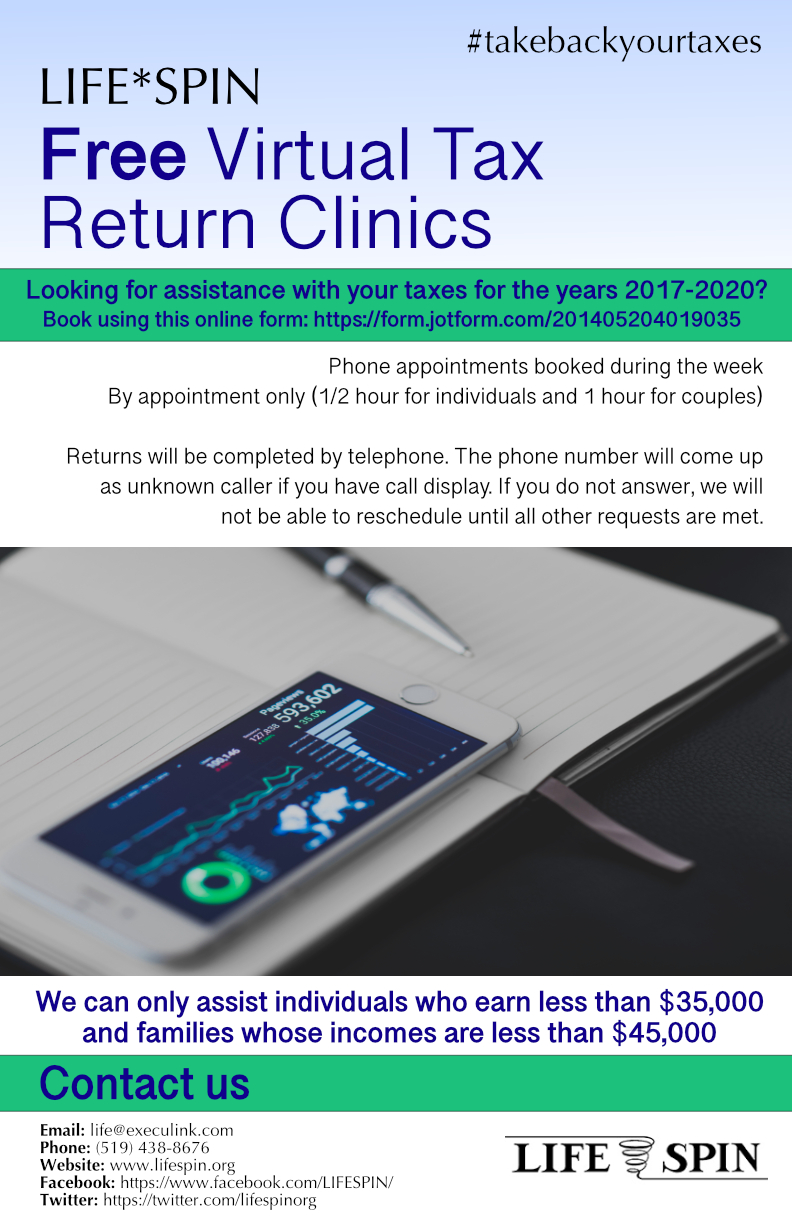 #takebackyourtaxes
LIFE*SPIN
Free Virtual Tax
Return Clinics
Looking for assistance with your taxes for the years 2017-2020?
Book using this online form: https://form.jotform.com/201405204019035
Phone appointments booked during the week
By appointment only (1/2 hour for individuals and 1 hour for couples)
Returns will be completed by telephone. The phone number will come up
as unknown caller if you have call display. If you do not answer, we will
not be able to reschedule until all other requests are met.
Pageviews
593,602
127,838
35.0%
100,146
We can only assist individuals who earn less than $35,000
and families whose incomes are less than $45,000
Contact us
Email: life@execulink.com
Phone: (519) 438-8676
Website: www.lifespin.org
Facebook: https://www.facebook.com/LIFESPIN/
Twitter: https://twitter.com/lifespinorg
LIFE SPIN